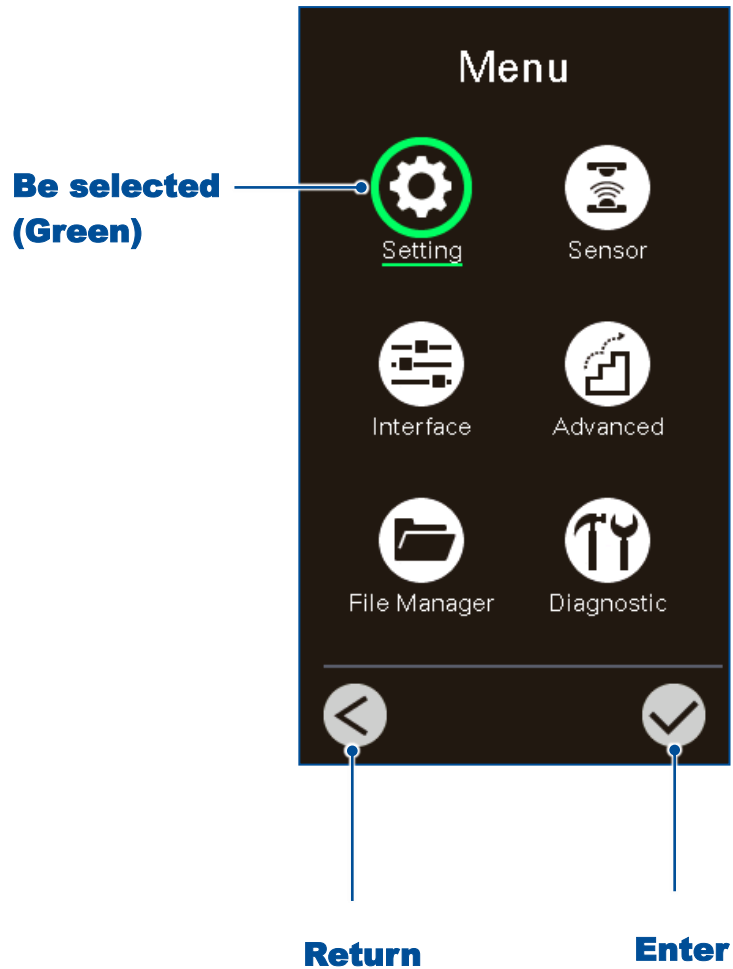 Menu
Be selected
(Green)
Setting
Sensor
Interface
Advanced
File Manager
Diagnostic
Return
Enter